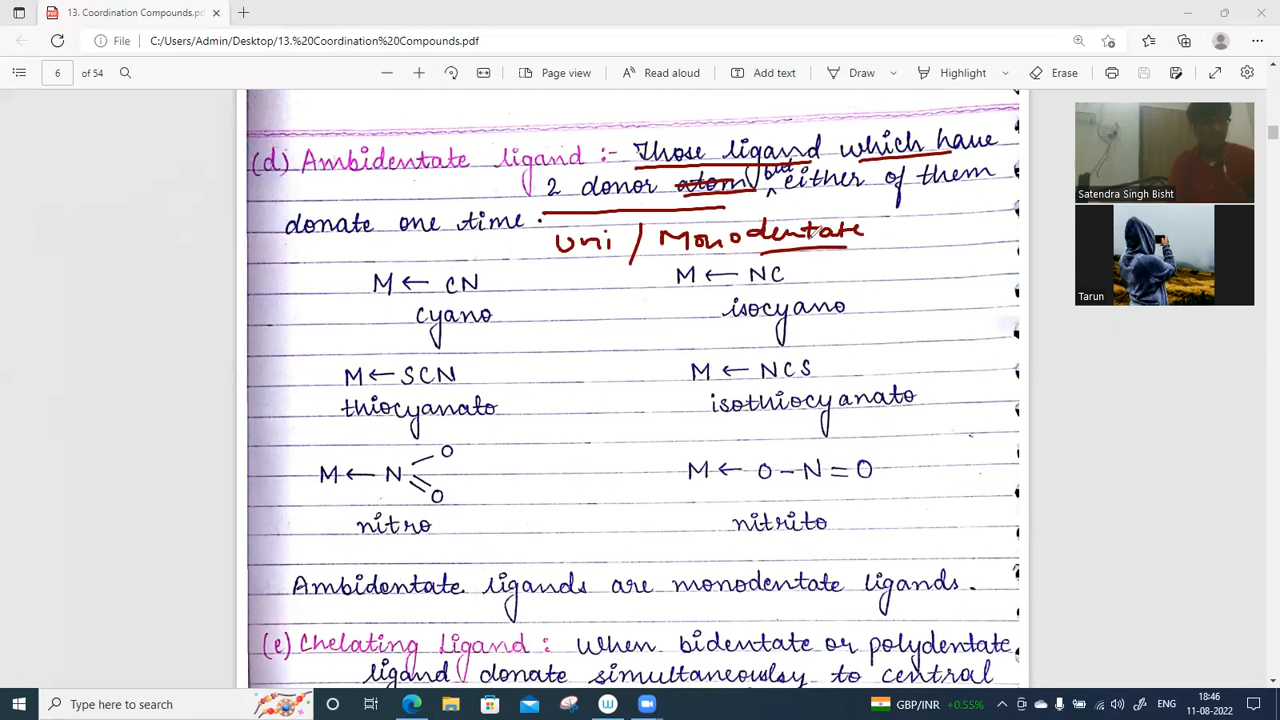 13. Coordination Compounds.pd
File
C:/Users/Admin/Desktop/13.%20Coordination%20Compounds.pdf
6 of 54
Page view
Read aloud
Add text
Draw
Highlight
Erase
(d) Ambidentate ligand :- Those ligand which have
2 donor atom but either of them
donate one time.
Uni / Monodentate
M ← CN
M ← NC
cyano
isocyano
M ← SCN
M ← NCS
thiocyanato
isothiocyanato
M ← N
O
O
M ← O – N = O
nitro
nitrito
Ambidentate ligands are monodentate ligands.
(e) Chelating Ligand : When bidentate or polydentate
ligand donate simultaneoulsy to central
Satendra Singh Bisht
Tarun
Type here to search
GBP/INR +0.55%
ENG
18:46
11-08-2022